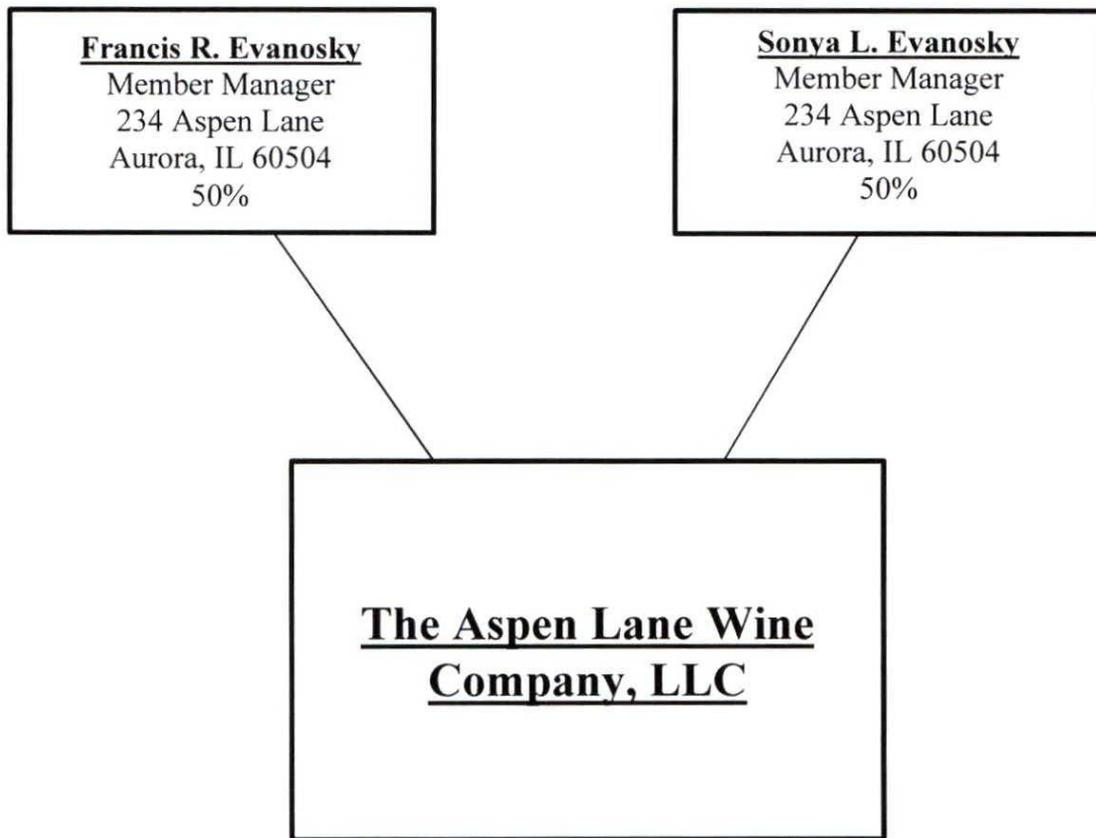 Francis R. Evanosky
Member Manager
234 Aspen Lane
Aurora, IL 60504
50%
Sonya L. Evanosky
Member Manager
234 Aspen Lane
Aurora, IL 60504
50%
The Aspen Lane Wine
Company, LLC